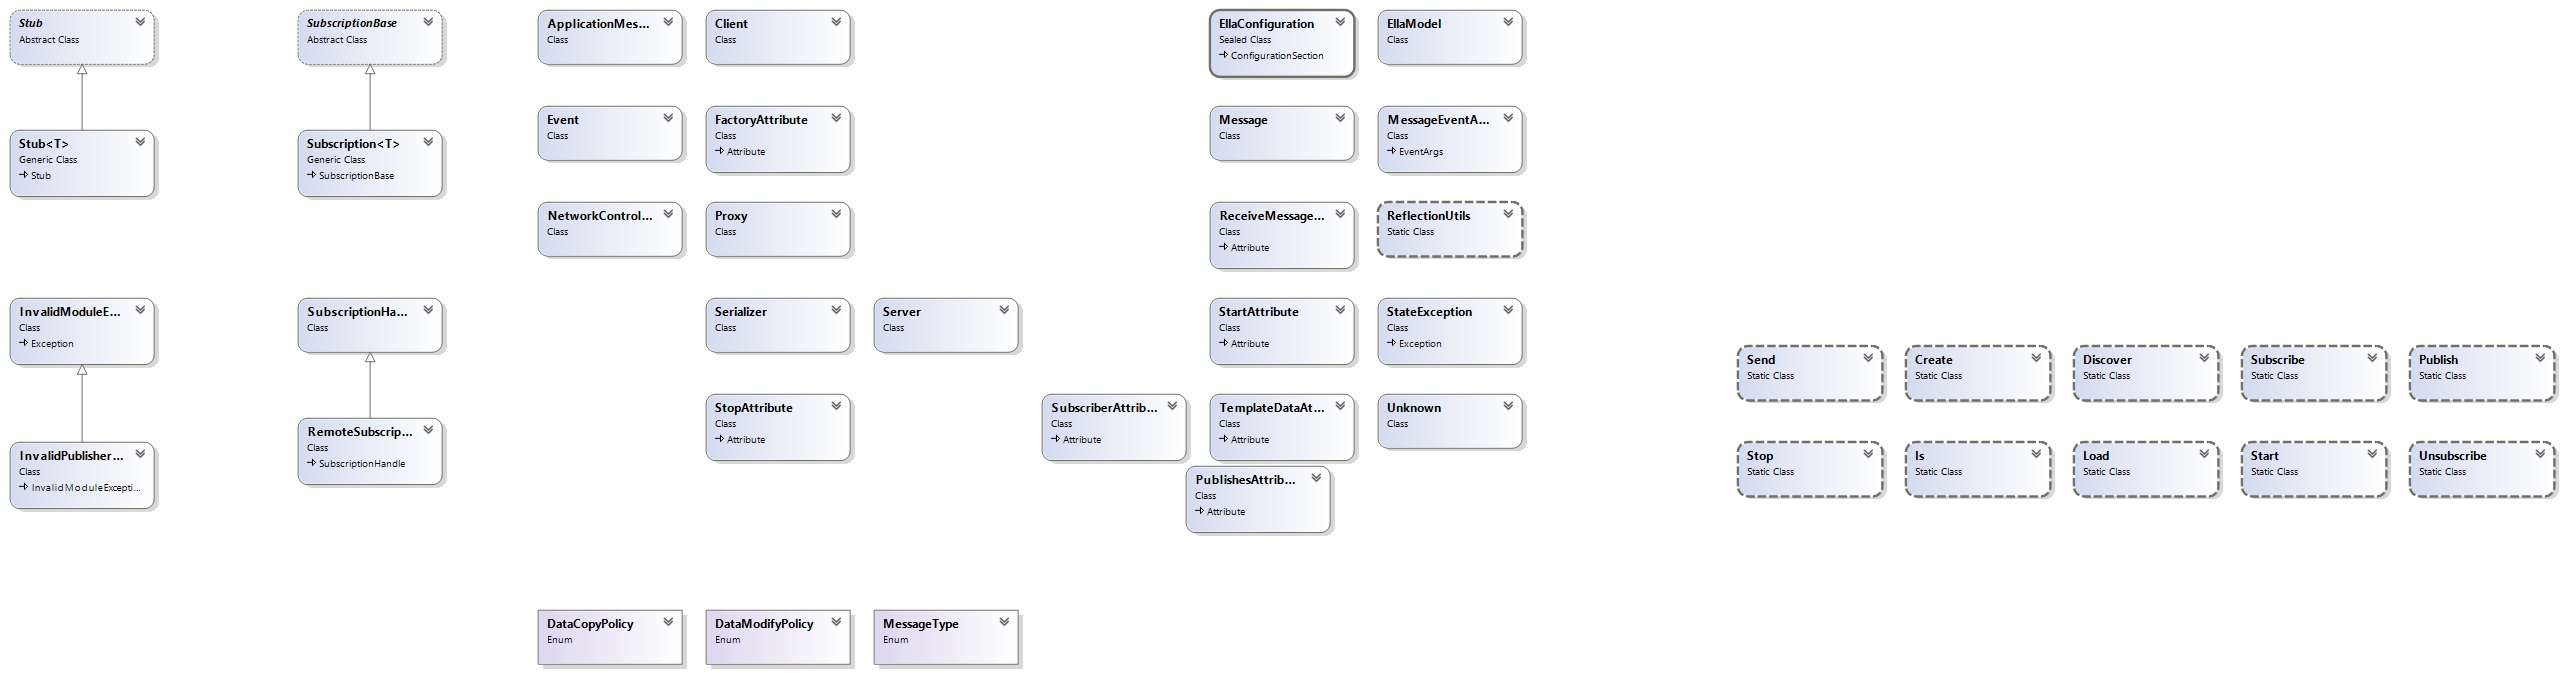 Stub
Abstract Class
SubscriptionBase
Abstract Class
ApplicationMes...
Class
Client
Class
EllaConfiguration
Sealed Class
ConfigurationSection
EllaModel
Class
Stub<T>
Generic Class
Stub
Subscription<T>
Generic Class
SubscriptionBase
Event
Class
FactoryAttribute
Class
Attribute
Message
Class
MessageEventA...
Class
EventArgs
NetworkControl...
Class
Proxy
Class
ReceiveMessage...
Class
Attribute
ReflectionUtils
Static Class
InvalidModuleE...
Class
Exception
SubscriptionHa...
Class
Serializer
Class
Server
Class
StartAttribute
Class
Attribute
StateException
Class
Exception
Send
Static Class
Create
Static Class
Discover
Static Class
Subscribe
Static Class
Publish
Static Class
InvalidPublisher...
Class
InvalidModuleExcepti...
RemoteSubscrip...
Class
SubscriptionHandle
StopAttribute
Class
Attribute
SubscriberAttrib...
Class
Attribute
TemplateDataAt...
Class
Attribute
Unknown
Class
PublishesAttrib...
Class
Attribute
Stop
Static Class
Is
Static Class
Load
Static Class
Start
Static Class
Unsubscribe
Static Class
DataCopyPolicy
Enum
DataModifyPolicy
Enum
MessageType
Enum